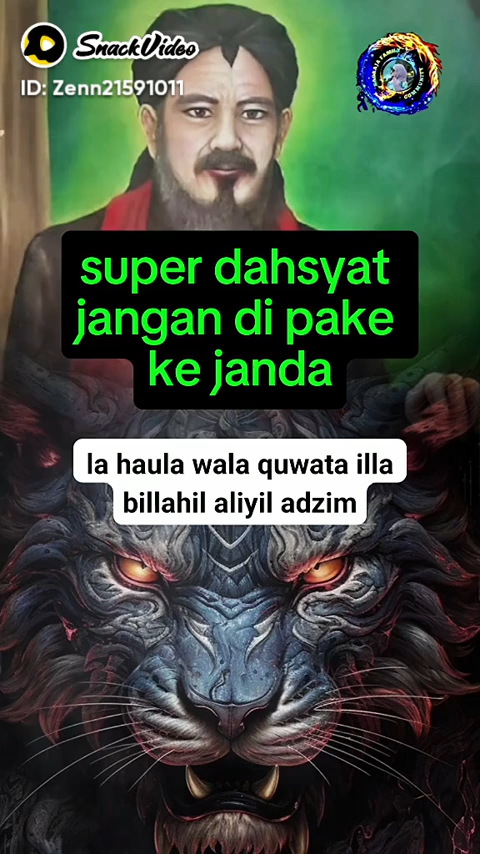 SnackVideo
ID: Zenn21591011
super dahsyat
jangan di pake
ke janda
la haula wala quwata illa
billahil aliyil adzim